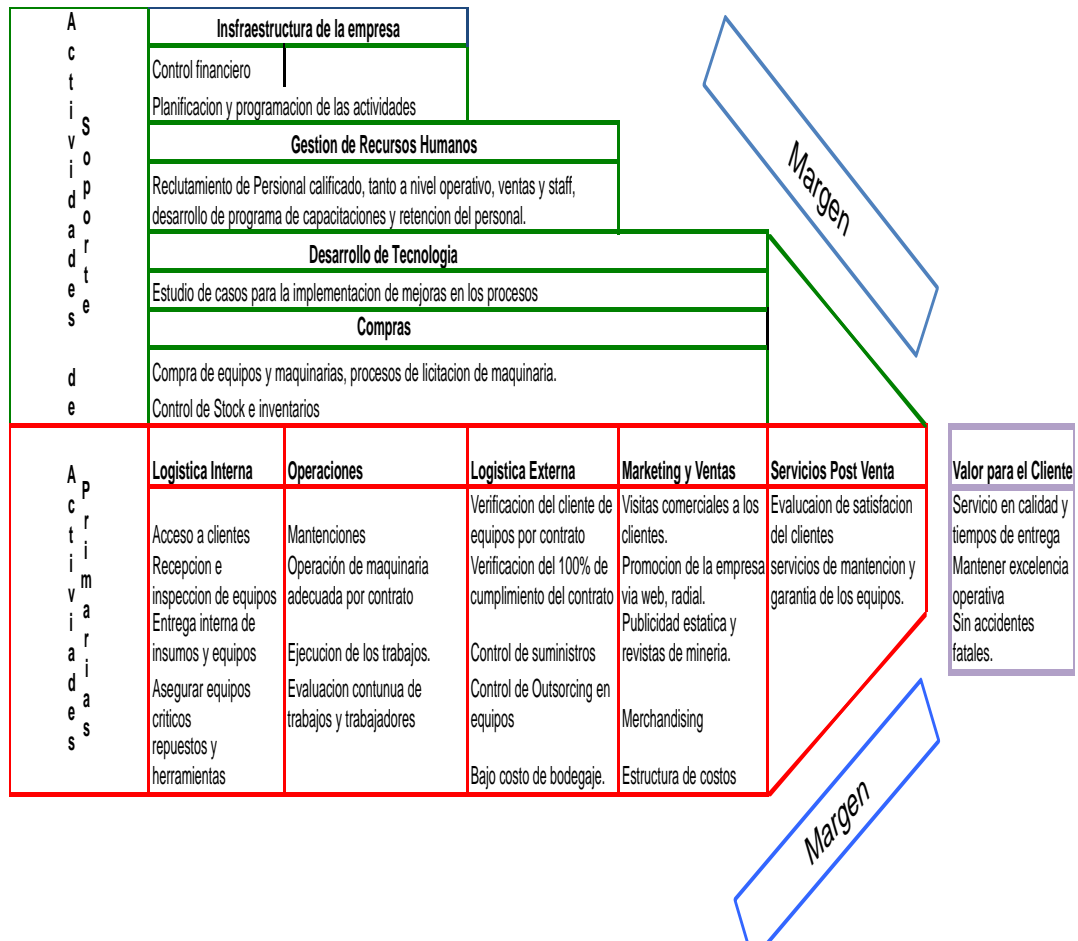 Actividades de
Soporte
Insfraestructura de la empresa
Control financiero
Planificacion y programacion de las actividades
Gestion de Recursos Humanos
Reclutamiento de Persional calificado, tanto a nivel operativo, ventas y staff,
desarrollo de programa de capacitaciones y retencion del personal.
Desarrollo de Tecnologia
Estudio de casos para la implementacion de mejoras en los procesos
Compras
Compra de equipos y maquinarias, procesos de licitacion de maquinaria.
Control de Stock e inventarios
Margen
Actividades
Primarias
Logistica Interna
Acceso a clientes
Recepcion e
inspeccion de equipos
Entrega interna de
insumos y equipos
Asegurar equipos
criticos
repuestos y
herramientas
Operaciones
Mantenciones
Operación de maquinaria
adecuada por contrato
Ejecucion de los trabajos.
Evaluacion contunua de
trabajos y trabajadores
Logistica Externa
Verificacion del cliente de
equipos por contrato
Verificacion del 100% de
cumplimiento del contrato
Control de suministros
Control de Outsorcing en
equipos
Bajo costo de bodegaje.
Marketing y Ventas
Visitas comerciales a los
clientes.
Promocion de la empresa
via web, radial.
Publicidad estatica y
revistas de mineria.
Merchandising
Estructura de costos
Servicios Post Venta
Evalucaion de satisfacion
del clientes
servicios de mantencion y
garantia de los equipos.
Valor para el Cliente
Servicio en calidad y
tiempos de entrega
Mantener excelencia
operativa
Sin accidentes
fatales.
Margen